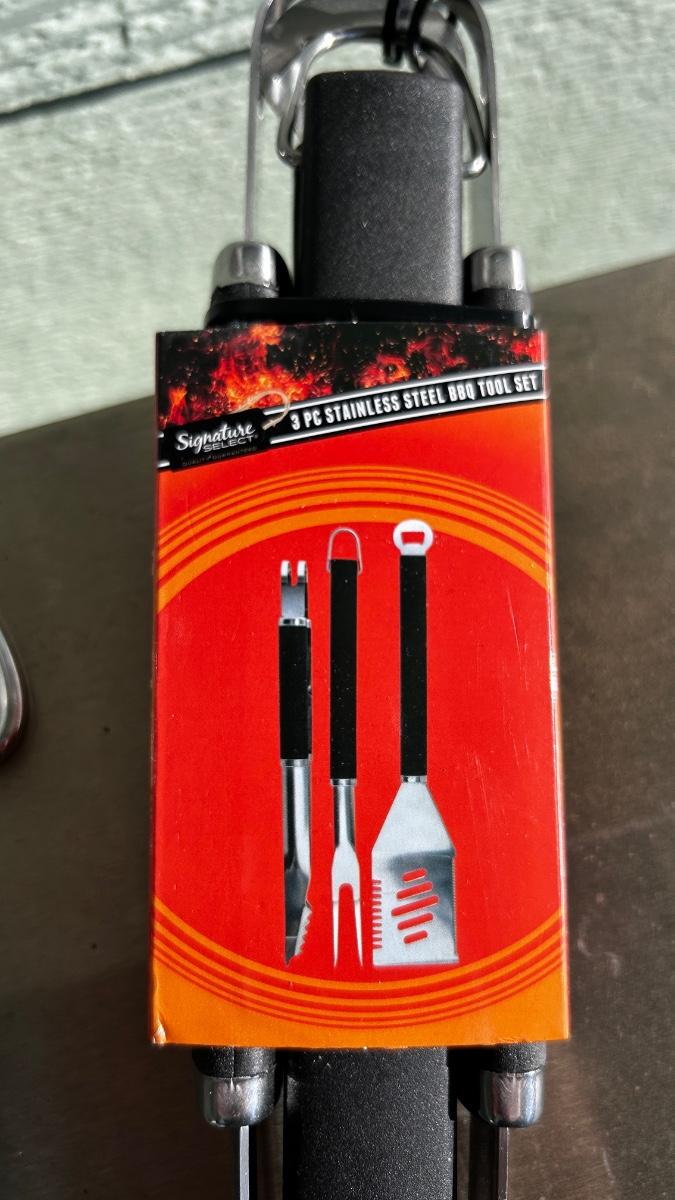 3 PC STAINLESS STEEL BBQ TOOL SET
Signature
SELECT®
QUALITY GUARANTEED